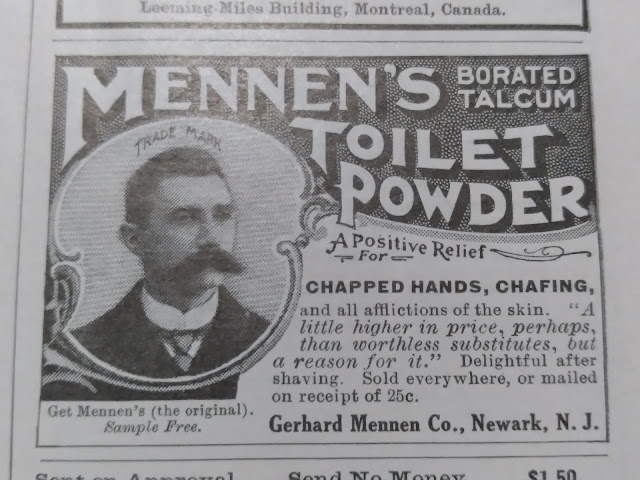 Leeming-Miles Building, Montreal, Canada.
MENNEN'S BORATED
TALCUM
TOILET
POWDER
TRADE MARK
A Positive Relief
For
CHAPPED HANDS, CHAFING,
and all afflictions of the skin. "A
little higher in price, perhaps,
than worthless substitutes, but
a reason for it." Delightful after
shaving. Sold everywhere, or mailed
on receipt of 25c.
Get Mennen's (the original).
Sample Free.
Gerhard Mennen Co., Newark, N. J.
Sent on Approval. Send No Money. $1.50